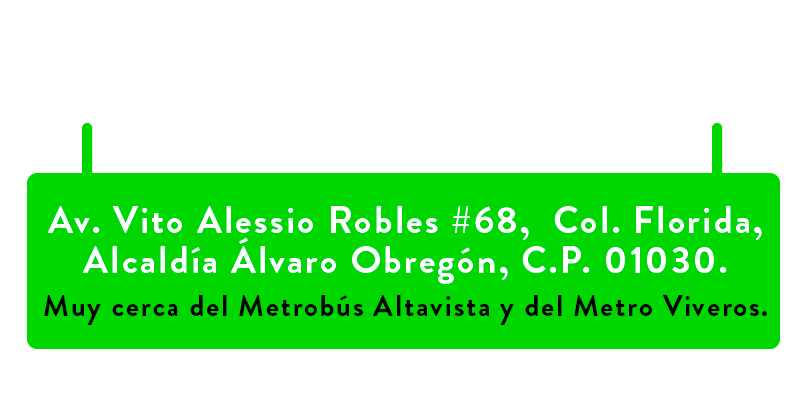 Av. Vito Alessio Robles #68, Col. Florida,
Alcaldía Álvaro Obregón, C.P. 01030.
Muy cerca del Metrobús Altavista y del Metro Viveros.